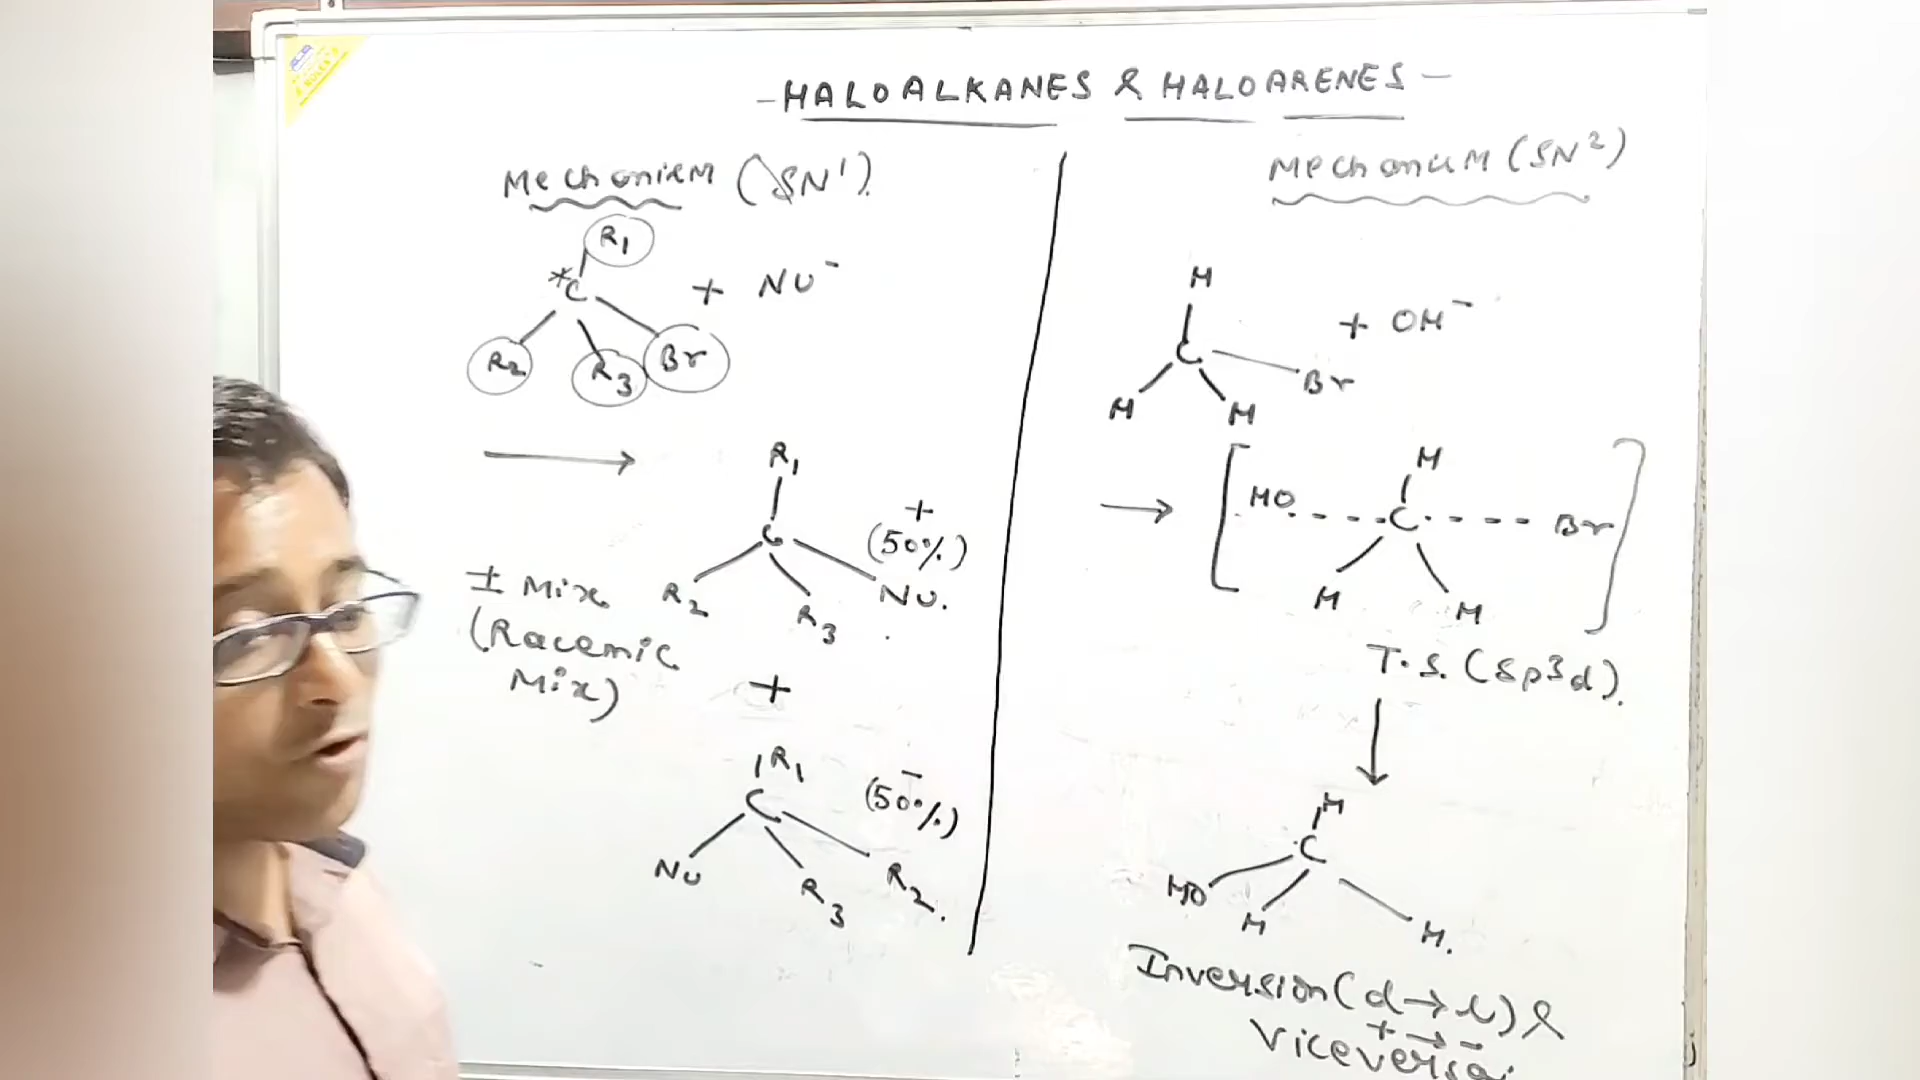 -HALOALKANES & HALOARENES-
Mechanism (SN¹).
R₁
*C + NU⁻
R₂ R₃ Br
R₁
C
+
(50%)
R₂ R₃ NU.
± Mix
(Racemic
Mix)
+
R₁
C
-
(50%)
NU R₃ R₂.
Mechanism (SN²)
H
C + OH⁻
H H Br
[HO----C----Br]
H
H H
T.S. (sp3d).
H
C
HO H H.
Inversion (d→l) &
+→-
Viceversa.